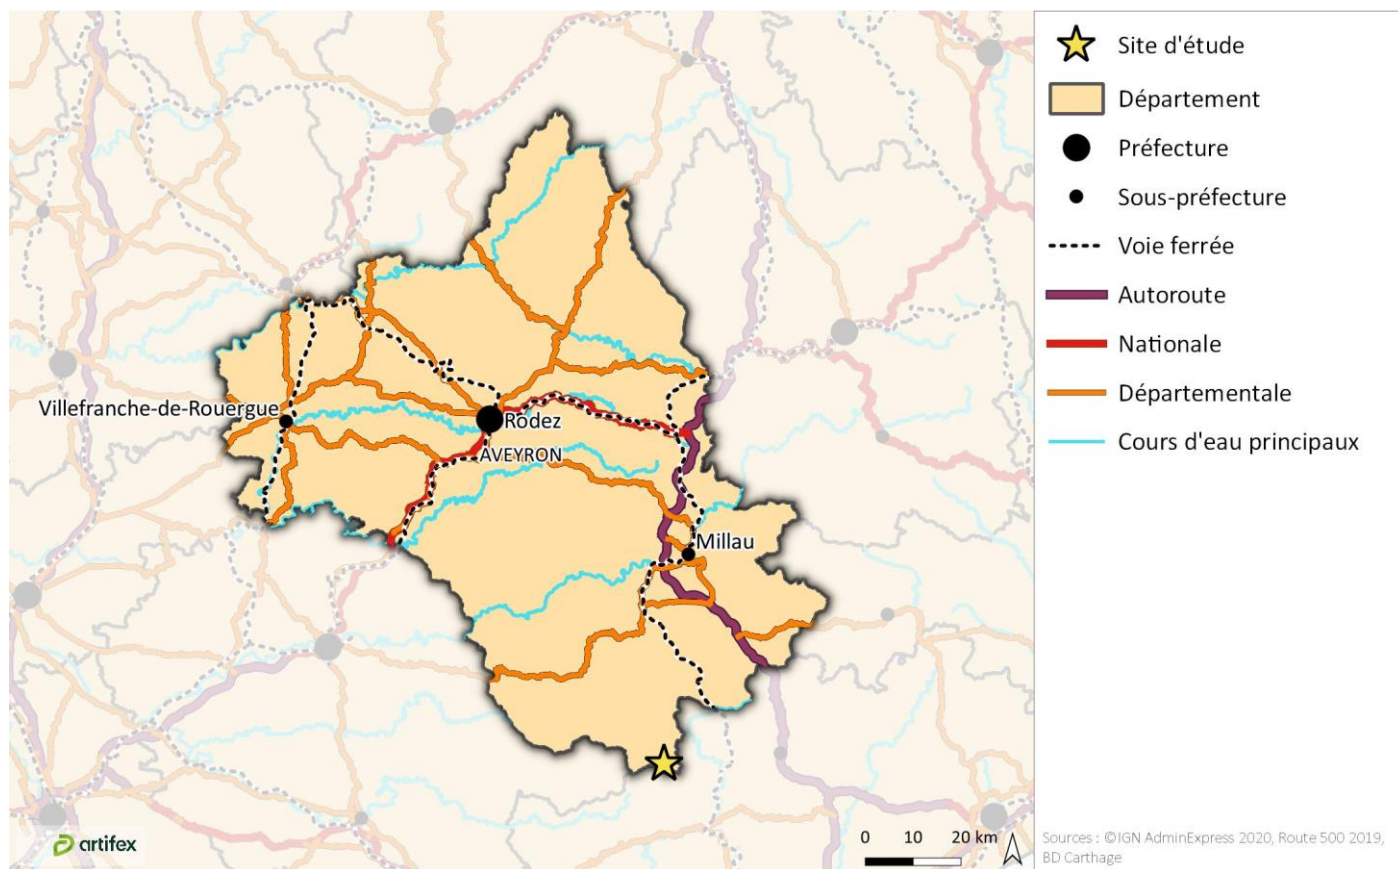 Site d'étude
Département
Préfecture
Sous-préfecture
Voie ferrée
Autoroute
Nationale
Départementale
Cours d'eau principaux
Villefranche-de-Rouergue
Rodez
AVEYRON
Millau
artifex
0 10 20 km
Sources : ©IGN AdminExpress 2020, Route 500 2019,
BD Carthage